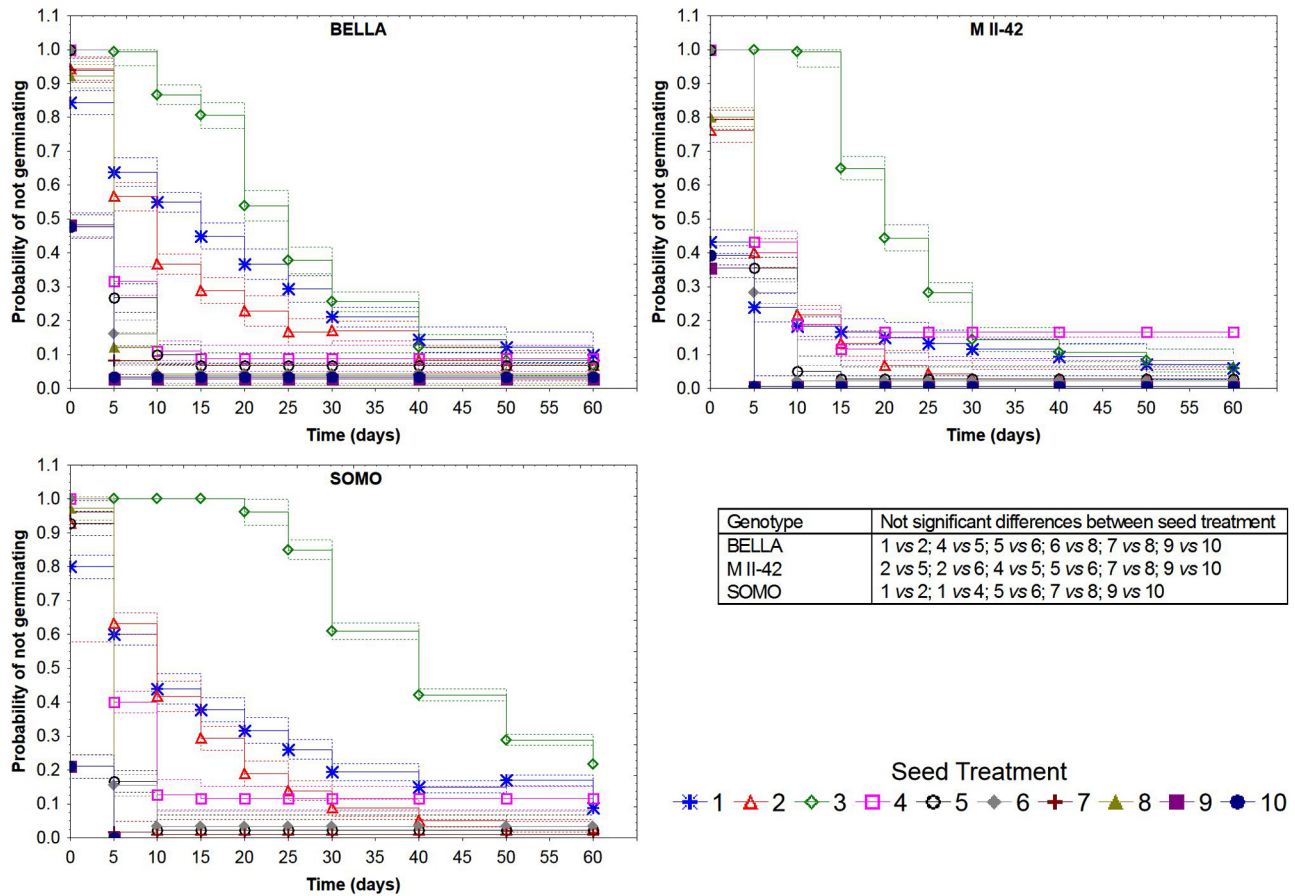 BELLA
Probability of not germinating
1.1
1.0
0.9
0.8
0.7
0.6
0.5
0.4
0.3
0.2
0.1
0.0
0 5 10 15 20 25 30 35 40 45 50 55 60
Time (days)
M II-42
Probability of not germinating
1.1
1.0
0.9
0.8
0.7
0.6
0.5
0.4
0.3
0.2
0.1
0.0
0 5 10 15 20 25 30 35 40 45 50 55 60
Time (days)
SOMO
Probability of not germinating
1.1
1.0
0.9
0.8
0.7
0.6
0.5
0.4
0.3
0.2
0.1
0.0
0 5 10 15 20 25 30 35 40 45 50 55 60
Time (days)
Genotype Not significant differences between seed treatment
BELLA 1 vs 2; 4 vs 5; 5 vs 6; 6 vs 8; 7 vs 8; 9 vs 10
M II-42 2 vs 5; 2 vs 6; 4 vs 5; 5 vs 6; 7 vs 8; 9 vs 10
SOMO 1 vs 2; 1 vs 4; 5 vs 6; 7 vs 8; 9 vs 10
Seed Treatment
1 2 3 4 5 6 7 8 9 10